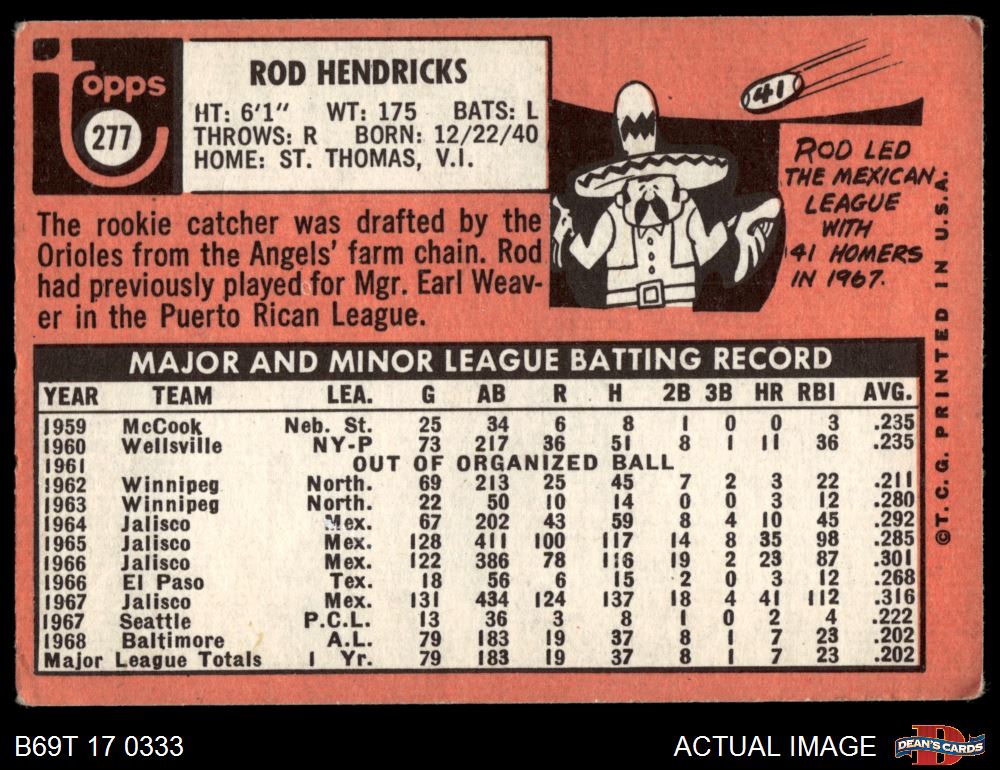 topps
277
ROD HENDRICKS
HT: 6'1" WT: 175 BATS: L
THROWS: R BORN: 12/22/40
HOME: ST. THOMAS, V.I.
41
ROD LED
THE MEXICAN
LEAGUE
WITH
41 HOMERS
IN 1967.
The rookie catcher was drafted by the
Orioles from the Angels' farm chain. Rod
had previously played for Mgr. Earl Weav-
er in the Puerto Rican League.
MAJOR AND MINOR LEAGUE BATTING RECORD
YEAR TEAM LEA. G AB R H 2B 3B HR RBI AVG.
1959 McCook Neb. St. 25 34 6 8 1 0 0 3 .235
1960 Wellsville NY-P 73 217 36 51 8 1 11 36 .235
1961 OUT OF ORGANIZED BALL
1962 Winnipeg North. 69 213 25 45 7 2 3 22 .211
1963 Winnipeg North. 22 50 10 14 0 0 3 12 .280
1964 Jalisco Mex. 67 202 43 59 8 4 10 45 .292
1965 Jalisco Mex. 128 411 100 117 14 8 35 98 .285
1966 Jalisco Mex. 122 386 78 116 19 2 23 87 .301
1966 El Paso Tex. 18 56 6 15 2 0 3 12 .268
1967 Jalisco Mex. 131 434 124 137 18 4 41 112 .316
1967 Seattle P.C.L. 13 36 3 8 1 0 2 4 .222
1968 Baltimore A.L. 79 183 19 37 8 1 7 23 .202
Major League Totals 1 Yr. 79 183 19 37 8 1 7 23 .202
©T.C.G. PRINTED IN U.S.A.
B69T 17 0333
ACTUAL IMAGE
D
DEAN'S CARDS